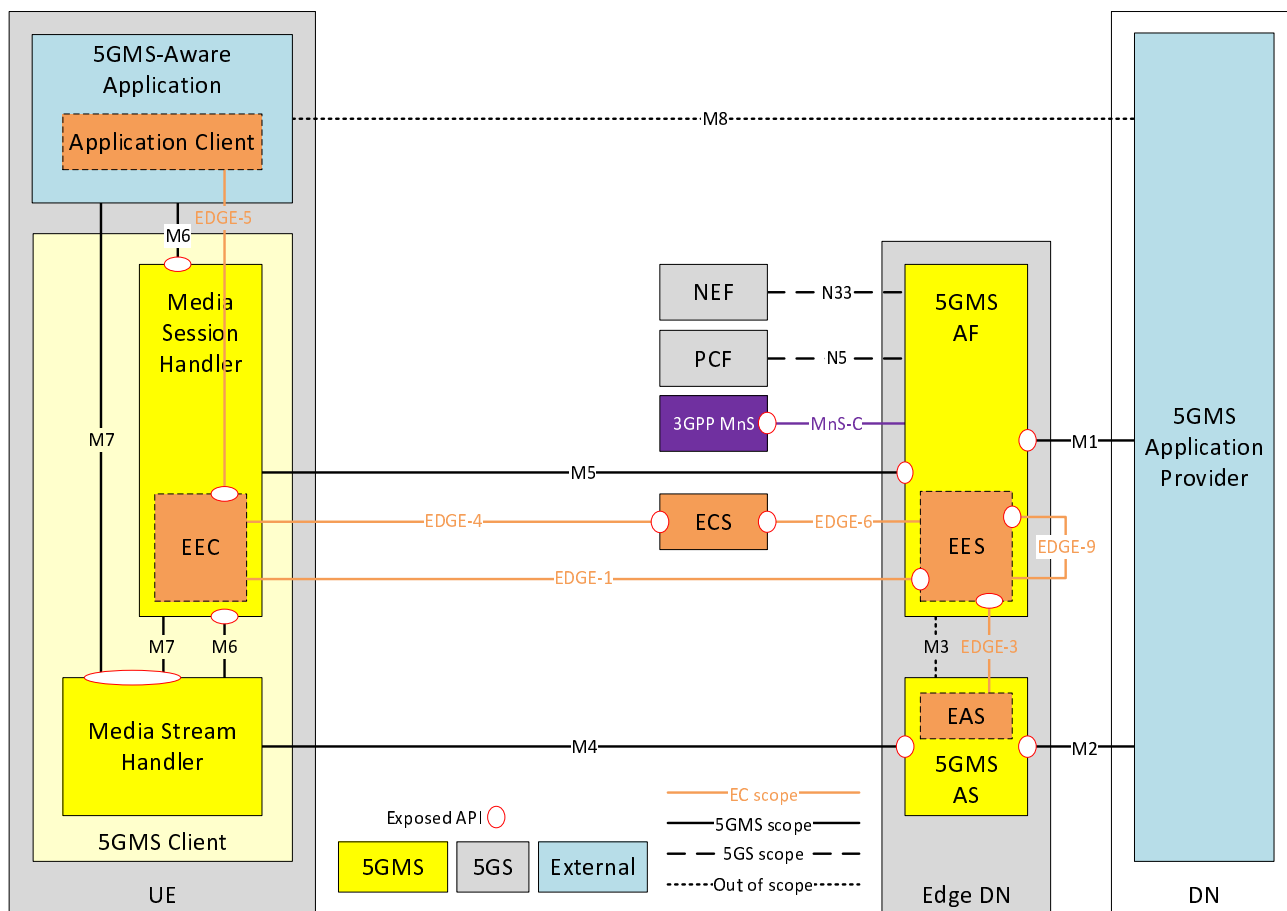 5GMS-Aware
Application
Application Client
M8
EDGE-5
M6
Media
Session
Handler
NEF
N33
5GMS
AF
PCF
N5
3GPP MnS
MnS-C
M7
M1
5GMS
Application
Provider
M5
EDGE-4
ECS
EDGE-6
EEC
EES
EDGE-9
EDGE-1
M7
M6
M3
EDGE-3
Media Stream
Handler
EAS
M4
M2
5GMS
AS
EC scope
Exposed API
5GMS scope
5GMS Client
5GMS
5GS
External
5GS scope
Out of scope
UE
Edge DN
DN